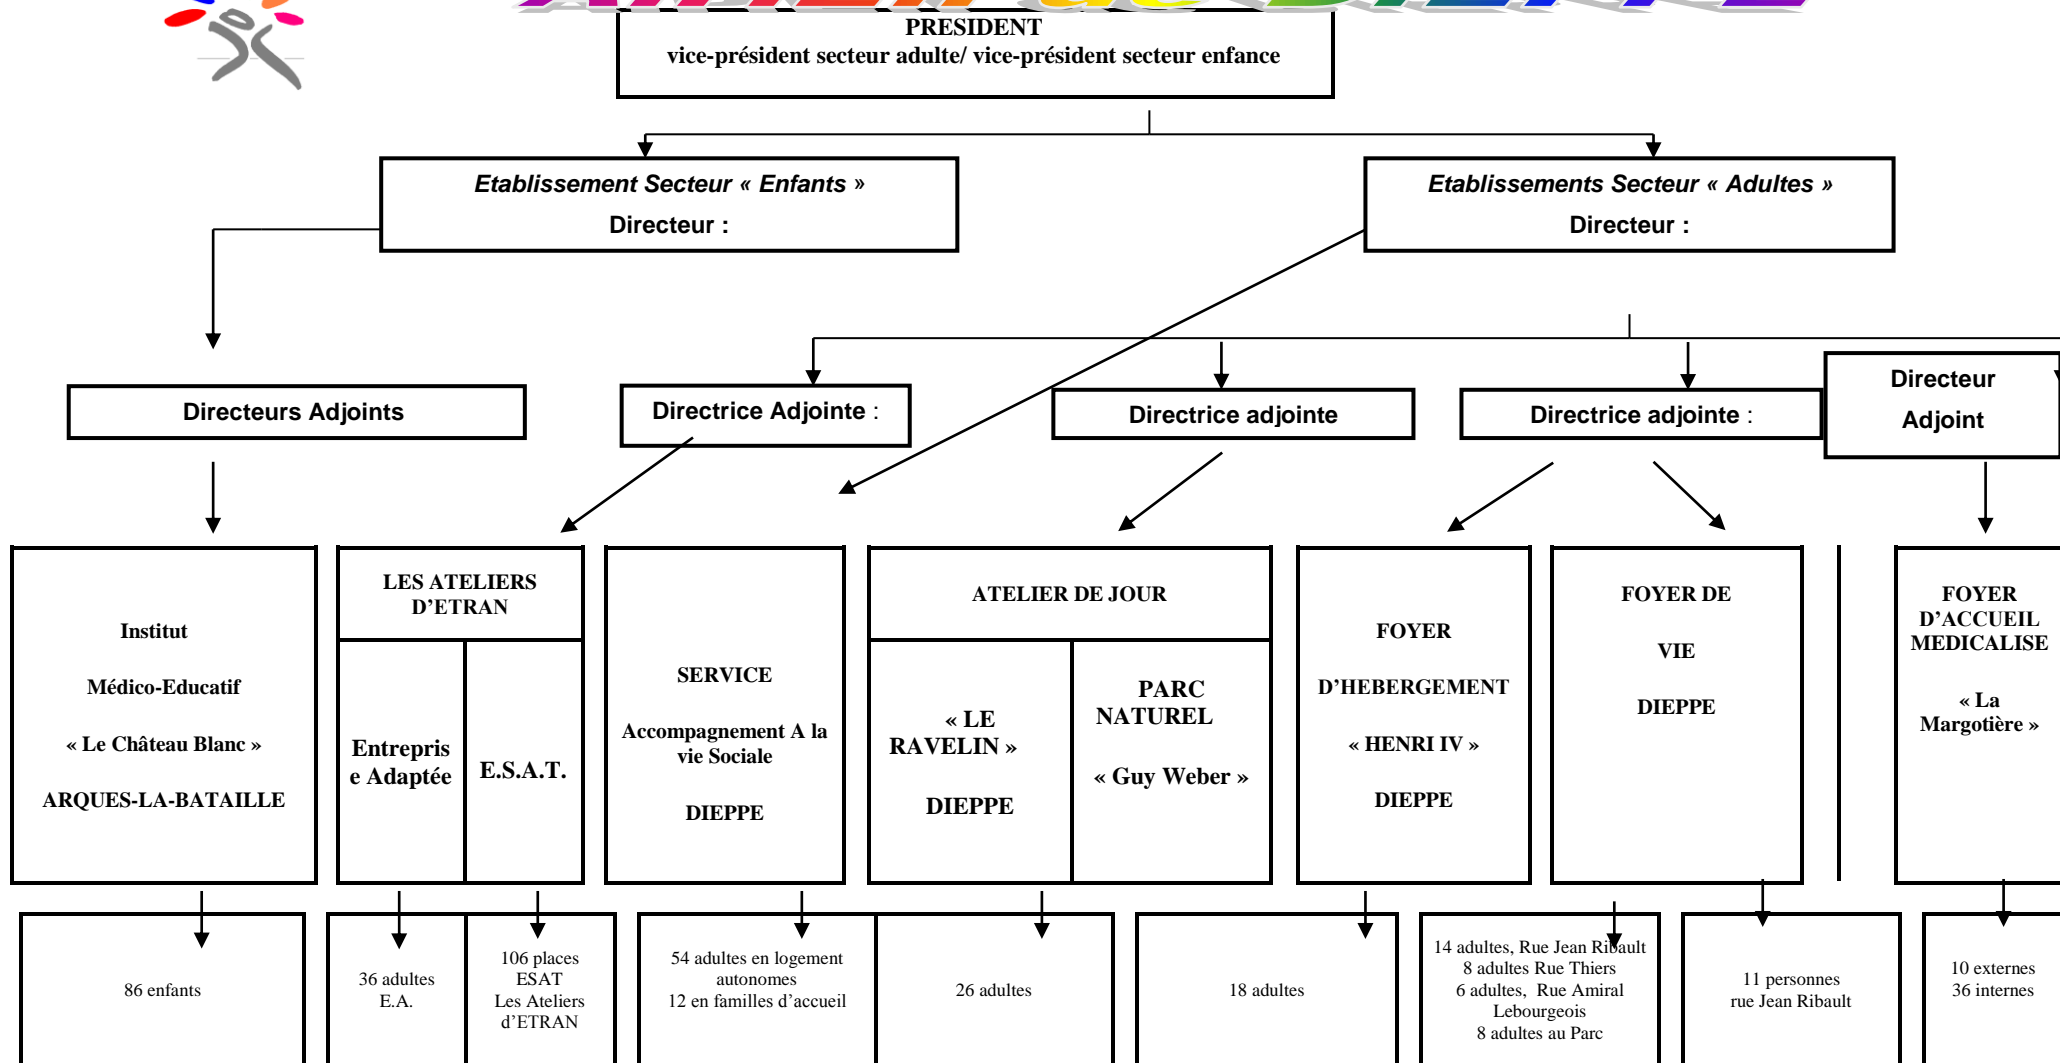 PRESIDENT
vice-président secteur adulte/ vice-président secteur enfance
Etablissement Secteur « Enfants »
Directeur :
Etablissements Secteur « Adultes »
Directeur :
Directeurs Adjoints
Directrice Adjointe :
Directrice adjointe
Directrice adjointe :
Directeur
Adjoint
Institut
Médico-Educatif
« Le Château Blanc »
ARQUES-LA-BATAILLE
LES ATELIERS
D’ETRAN
Entrepris
e Adaptée
E.S.A.T.
SERVICE
Accompagnement A la
vie Sociale
DIEPPE
ATELIER DE JOUR
« LE
RAVELIN »
DIEPPE
PARC
NATUREL
« Guy Weber »
FOYER
D’HEBERGEMENT
« HENRI IV »
DIEPPE
FOYER DE
VIE
DIEPPE
FOYER
D’ACCUEIL
MEDICALISE
« La
Margotière »
86 enfants
36 adultes
E.A.
106 places
ESAT
Les Ateliers
d’ETRAN
54 adultes en logement
autonomes
12 en familles d’accueil
26 adultes
18 adultes
14 adultes, Rue Jean Ribault
8 adultes Rue Thiers
6 adultes, Rue Amiral
Lebourgeois
8 adultes au Parc
11 personnes
rue Jean Ribault
10 externes
36 internes